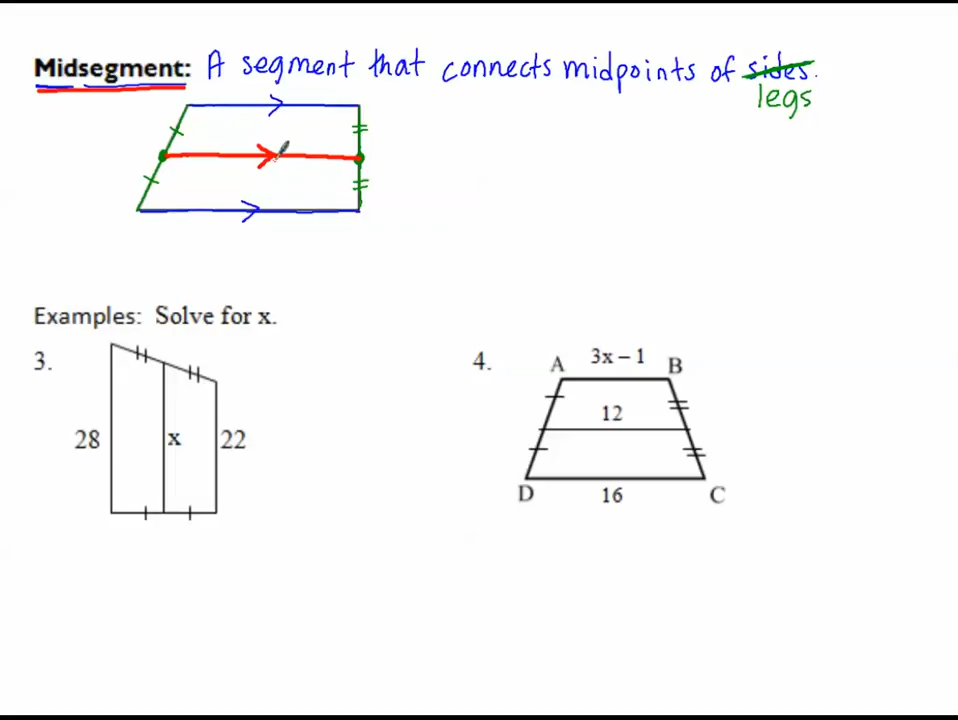 Midsegment: A segment that connects midpoints of sides.
legs
Examples: Solve for x.
3.
28
x
22
4.
A
3x – 1
B
12
D
16
C